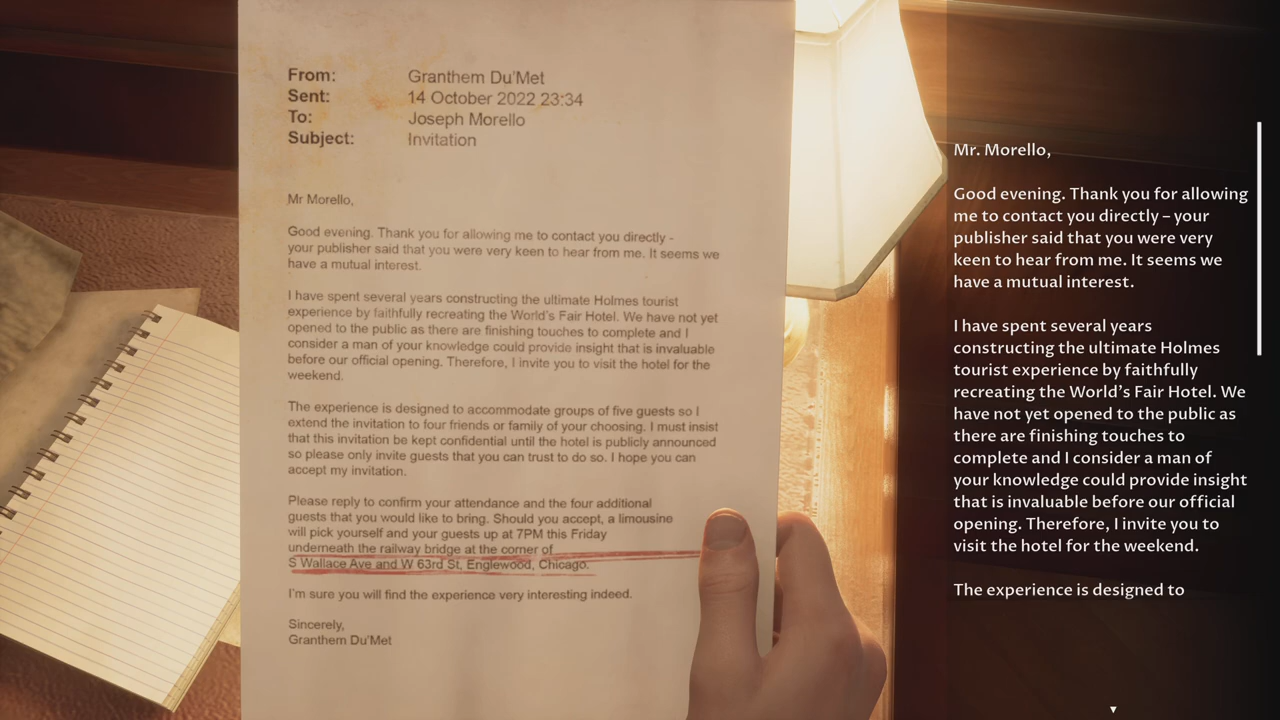 From: Granthem Du'Met
Sent: 14 October 2022 23:34
To: Joseph Morello
Subject: Invitation
Mr Morello,
Good evening. Thank you for allowing me to contact you directly -
your publisher said that you were very keen to hear from me. It seems we
have a mutual interest.
I have spent several years constructing the ultimate Holmes tourist
experience by faithfully recreating the World's Fair Hotel. We have not yet
opened to the public as there are finishing touches to complete and I
consider a man of your knowledge could provide insight that is invaluable
before our official opening. Therefore, I invite you to visit the hotel for the
weekend.
The experience is designed to accommodate groups of five guests so I
extend the invitation to four friends or family of your choosing. I must insist
that this invitation be kept confidential until the hotel is publicly announced
so please only invite guests that you can trust to do so. I hope you can
accept my invitation.
Please reply to confirm your attendance and the four additional
guests that you would like to bring. Should you accept, a limousine
will pick yourself and your guests up at 7PM this Friday
underneath the railway bridge at the corner of
S Wallace Ave and W 63rd St, Englewood, Chicago.
I'm sure you will find the experience very interesting indeed.
Sincerely,
Granthem Du'Met
Mr. Morello,
Good evening. Thank you for allowing
me to contact you directly – your
publisher said that you were very
keen to hear from me. It seems we
have a mutual interest.
I have spent several years
constructing the ultimate Holmes
tourist experience by faithfully
recreating the World's Fair Hotel. We
have not yet opened to the public as
there are finishing touches to
complete and I consider a man of
your knowledge could provide insight
that is invaluable before our official
opening. Therefore, I invite you to
visit the hotel for the weekend.
The experience is designed to